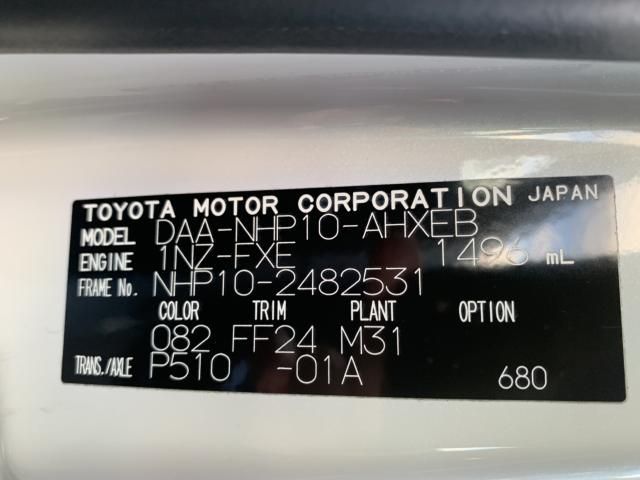 TOYOTA MOTOR CORPORATION JAPAN
MODEL DAA-NHP10-AHXEB
ENGINE 1NZ-FXE 1496 mL
FRAME No. NHP10-2482531
COLOR TRIM PLANT OPTION
082 FF24 M31
TRANS./AXLE P510 -01A 680